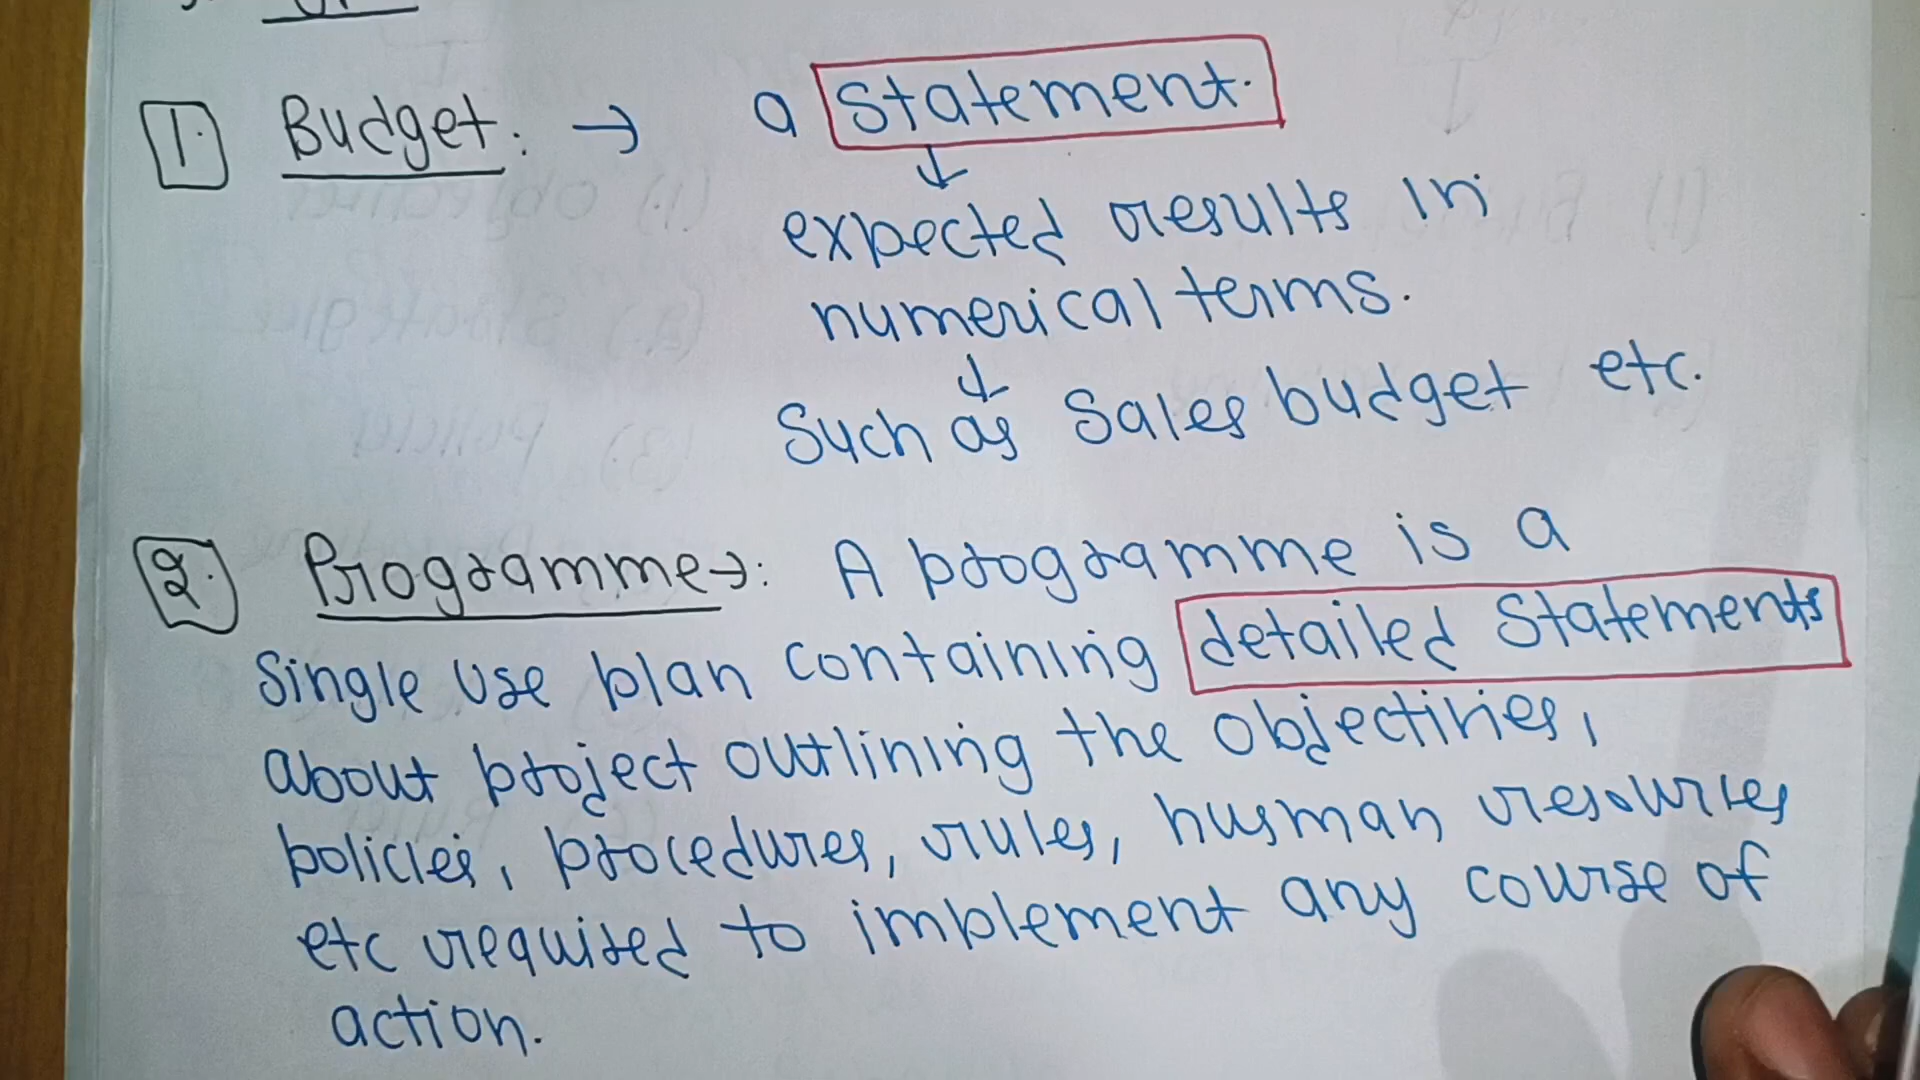 1. Budget: → a Statement.
↓
expected results in
numerical terms.
↓
Such as Sales budget etc.
2. Programme→: A programme is a
Single use plan containing detailed Statements
about project outlining the objectives,
policies, procedures, rules, human resources
etc required to implement any course of
action.